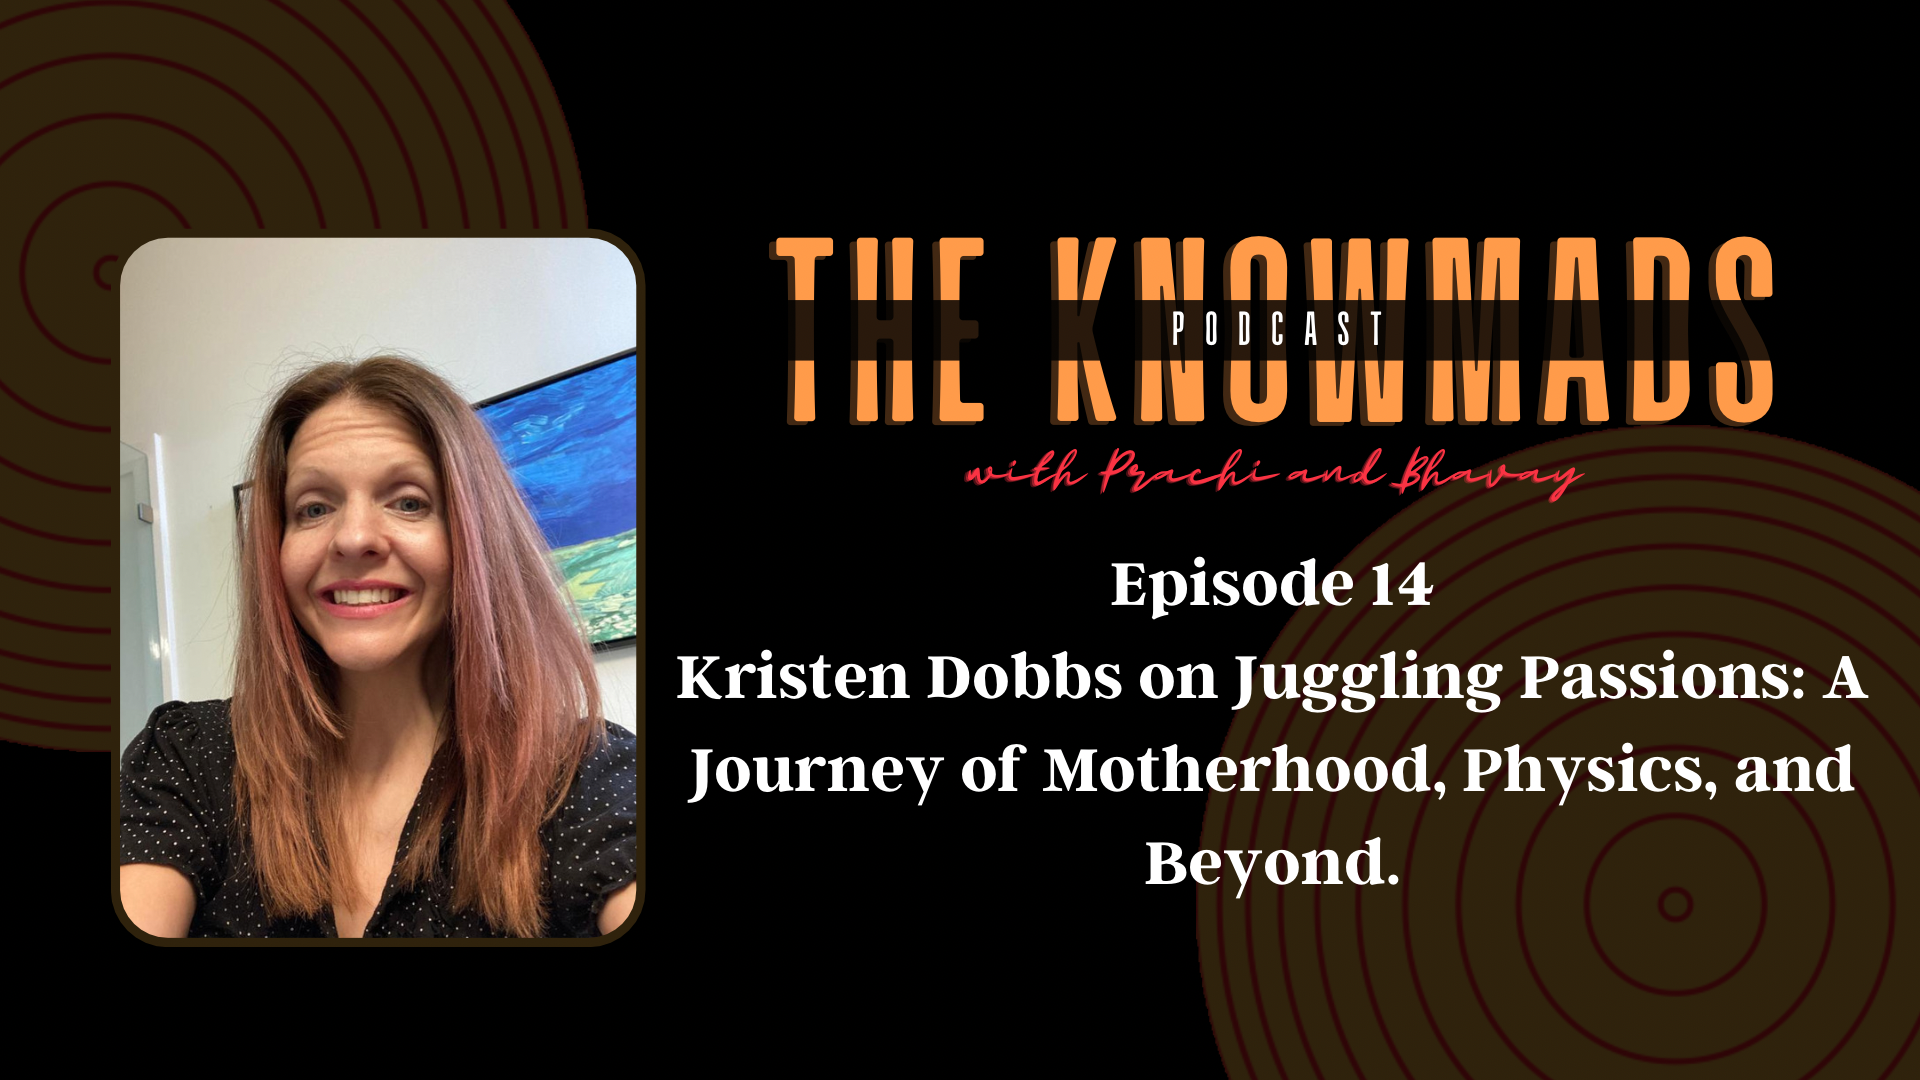 THE KNOWMADS
PODCAST
with Prachi and Bhavay
Episode 14
Kristen Dobbs on Juggling Passions: A
Journey of Motherhood, Physics, and
Beyond.